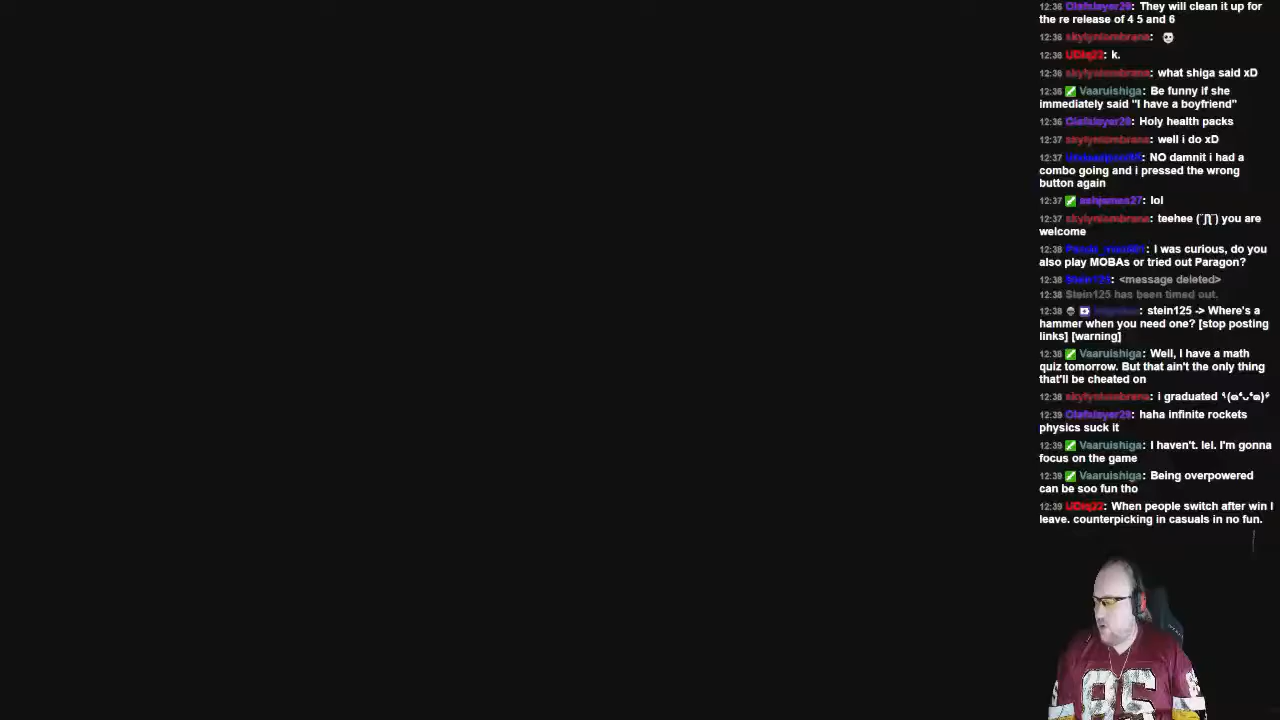 12:36 Olafslayer29: They will clean it up for
the re release of 4 5 and 6
12:36 :
12:36 UDiq22: k.
12:36 : what shiga said xD
12:36 Vaaruishiga: Be funny if she
immediately said "I have a boyfriend"
12:36 Olafslayer29: Holy health packs
12:37 : well i do xD
12:37 : NO damnit i had a
combo going and i pressed the wrong
button again
12:37 ashjames27: lol
12:37 : teehee (¨ʃƪ¨) you are
welcome
12:38 : I was curious, do you
also play MOBAs or tried out Paragon?
12:38 Stein125: <message deleted>
12:38 Stein125 has been timed out.
12:38 : stein125 -> Where's a
hammer when you need one? [stop posting
links] [warning]
12:38 Vaaruishiga: Well, I have a math
quiz tomorrow. But that ain't the only thing
that'll be cheated on
12:38 : i graduated
12:39 Olafslayer29: haha infinite rockets
physics suck it
12:39 Vaaruishiga: I haven't. lel. I'm gonna
focus on the game
12:39 Vaaruishiga: Being overpowered
can be soo fun tho
12:39 UDiq22: When people switch after win I
leave. counterpicking in casuals in no fun.